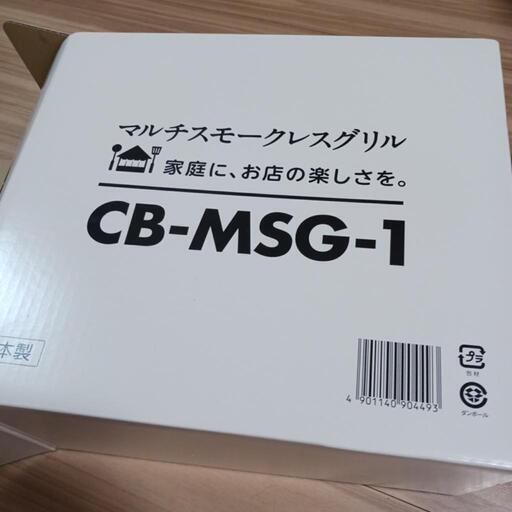 マルチスモークレスグリル
家庭に、お店の楽しさを。
CB-MSG-1
本製
プラ
包材
ダンボール
4 901140 904493